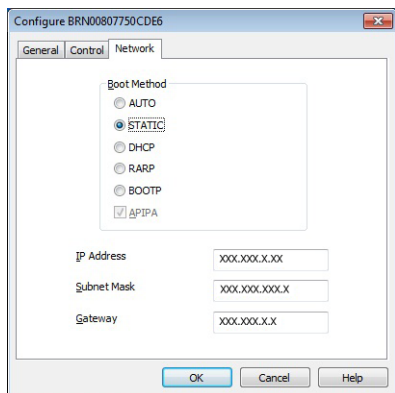 Configure BRN00807750CDE6
General Control Network
Boot Method
AUTO
STATIC
DHCP
RARP
BOOTP
APIPA
IP Address XXX.XXX.X.XX
Subnet Mask XXX.XXX.XXX.X
Gateway XXX.XXX.X.X
OK Cancel Help